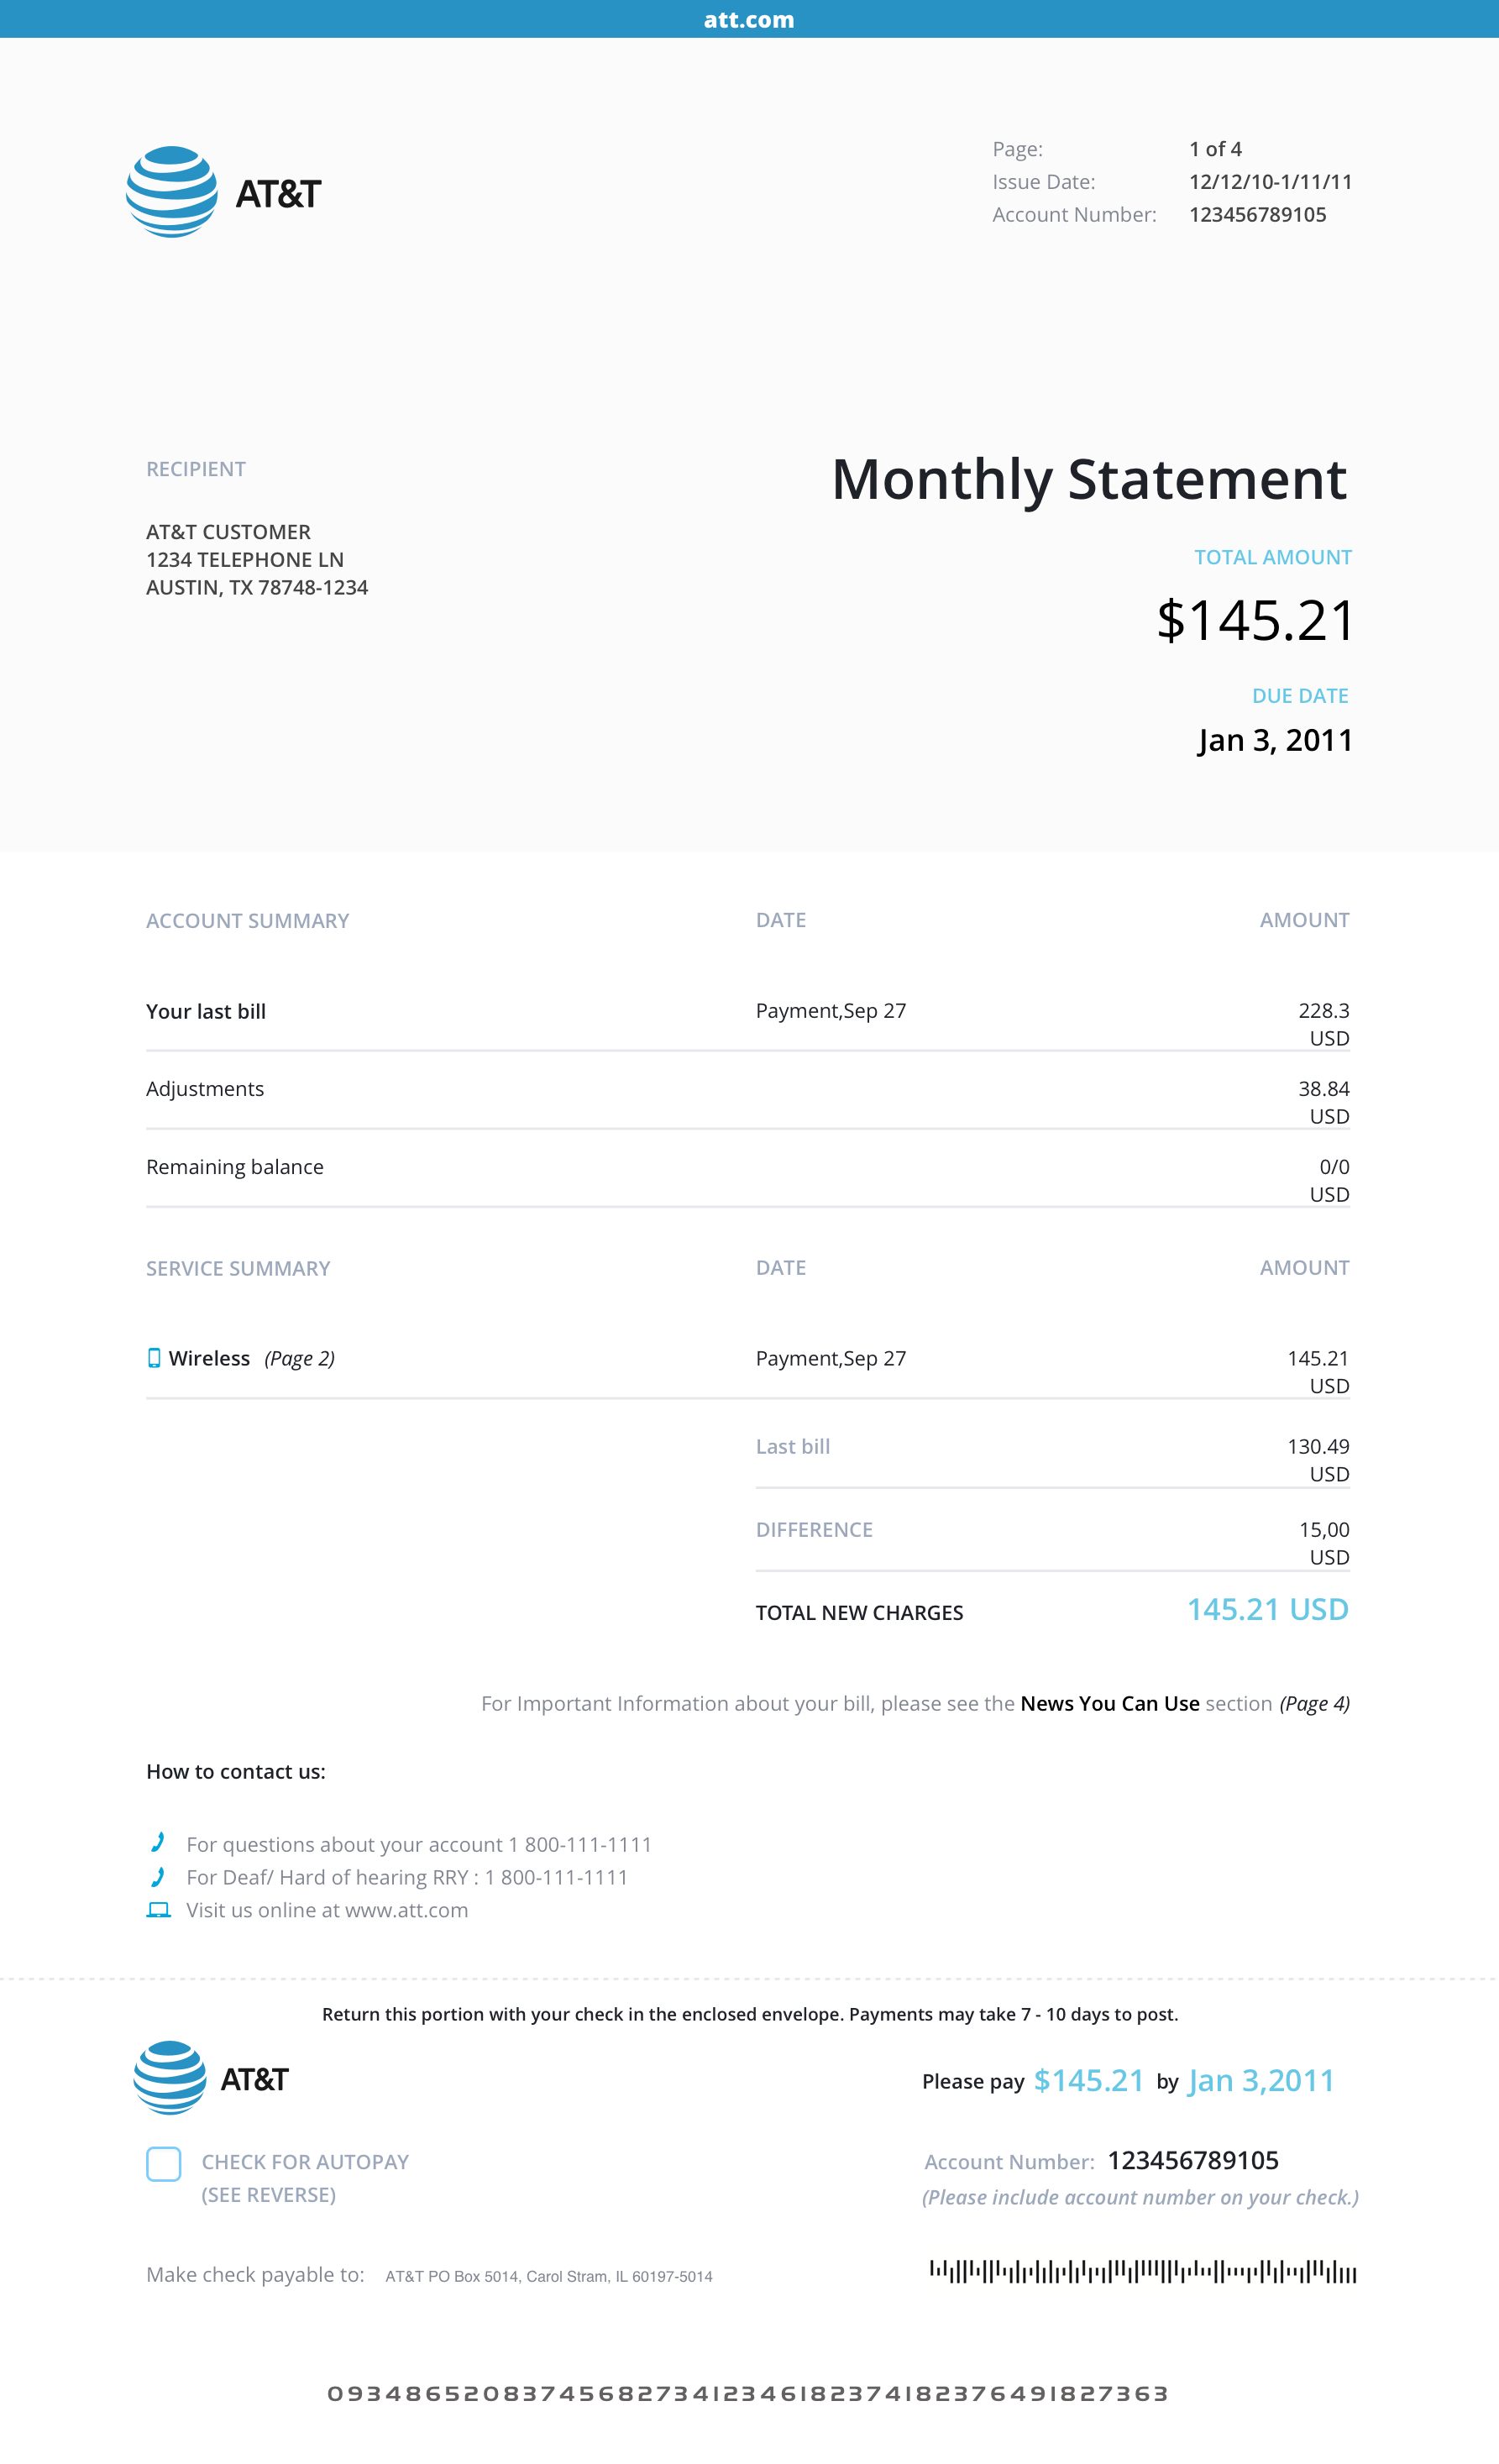 att.com
AT&T
Page: 1 of 4
Issue Date: 12/12/10-1/11/11
Account Number: 123456789105
RECIPIENT
AT&T CUSTOMER
1234 TELEPHONE LN
AUSTIN, TX 78748-1234
Monthly Statement
TOTAL AMOUNT
$145.21
DUE DATE
Jan 3, 2011
ACCOUNT SUMMARY DATE AMOUNT
Your last bill Payment,Sep 27 228.3
USD
Adjustments 38.84
USD
Remaining balance 0/0
USD
SERVICE SUMMARY DATE AMOUNT
Wireless (Page 2) Payment,Sep 27 145.21
USD
Last bill 130.49
USD
DIFFERENCE 15,00
USD
TOTAL NEW CHARGES 145.21 USD
For Important Information about your bill, please see the News You Can Use section (Page 4)
How to contact us:
For questions about your account 1 800-111-1111
For Deaf/ Hard of hearing RRY : 1 800-111-1111
Visit us online at www.att.com
Return this portion with your check in the enclosed envelope. Payments may take 7 - 10 days to post.
AT&T
Please pay $145.21 by Jan 3,2011
CHECK FOR AUTOPAY
(SEE REVERSE)
Account Number: 123456789105
(Please include account number on your check.)
Make check payable to: AT&T PO Box 5014, Carol Stram, IL 60197-5014
09348652083745682734123461823741823764918273​63